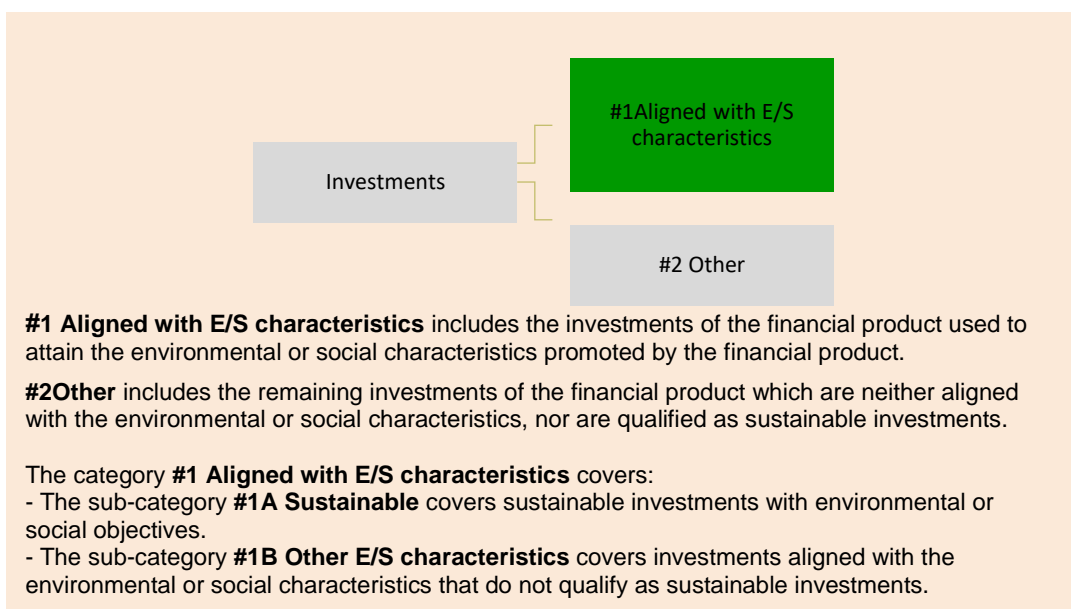 #1Aligned with E/S
characteristics
Investments
#2 Other
#1 Aligned with E/S characteristics includes the investments of the financial product used to
attain the environmental or social characteristics promoted by the financial product.
#2Other includes the remaining investments of the financial product which are neither aligned
with the environmental or social characteristics, nor are qualified as sustainable investments.
The category #1 Aligned with E/S characteristics covers:
- The sub-category #1A Sustainable covers sustainable investments with environmental or
social objectives.
- The sub-category #1B Other E/S characteristics covers investments aligned with the
environmental or social characteristics that do not qualify as sustainable investments.